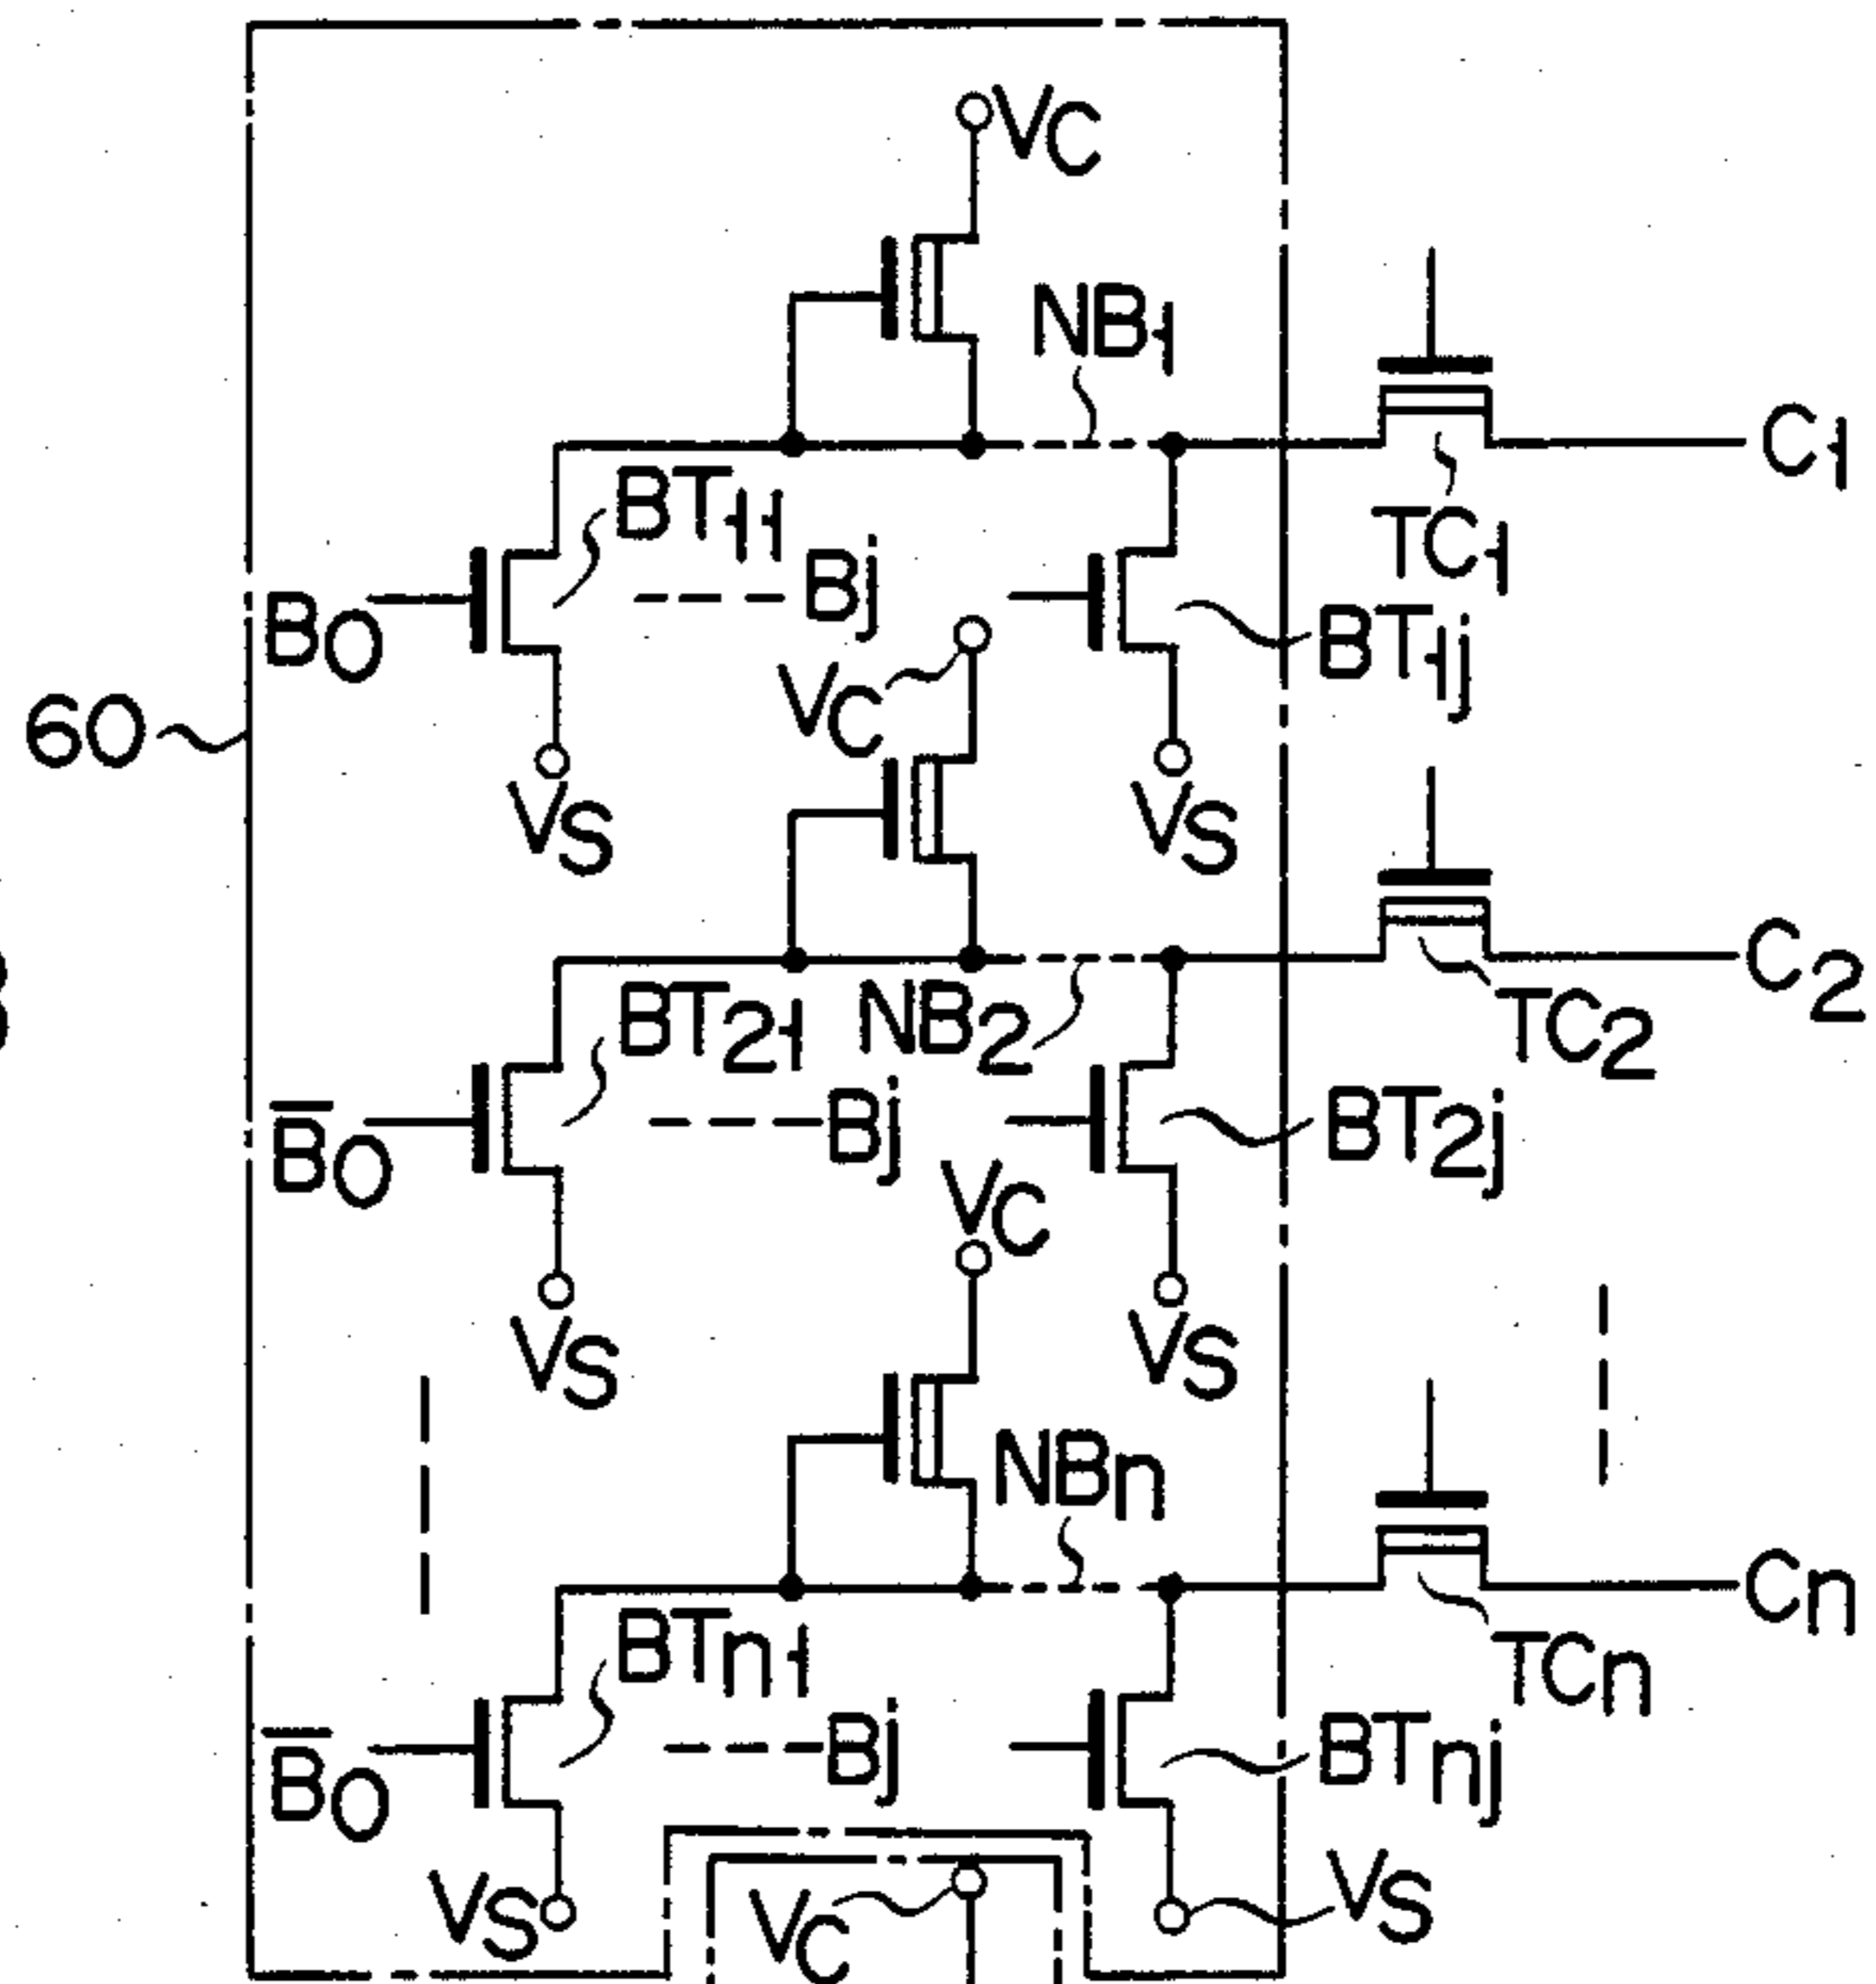 VC
NB1
C1
BT11
Bj
TC1
B0
BT1j
VC
60
VS
VS
C2
BT21
NB2
TC2
B̅0
Bj
BT2j
VC
VS
VS
NBn
Cn
BTn1
TCn
B̅0
Bj
BTnj
VS
VC
VS